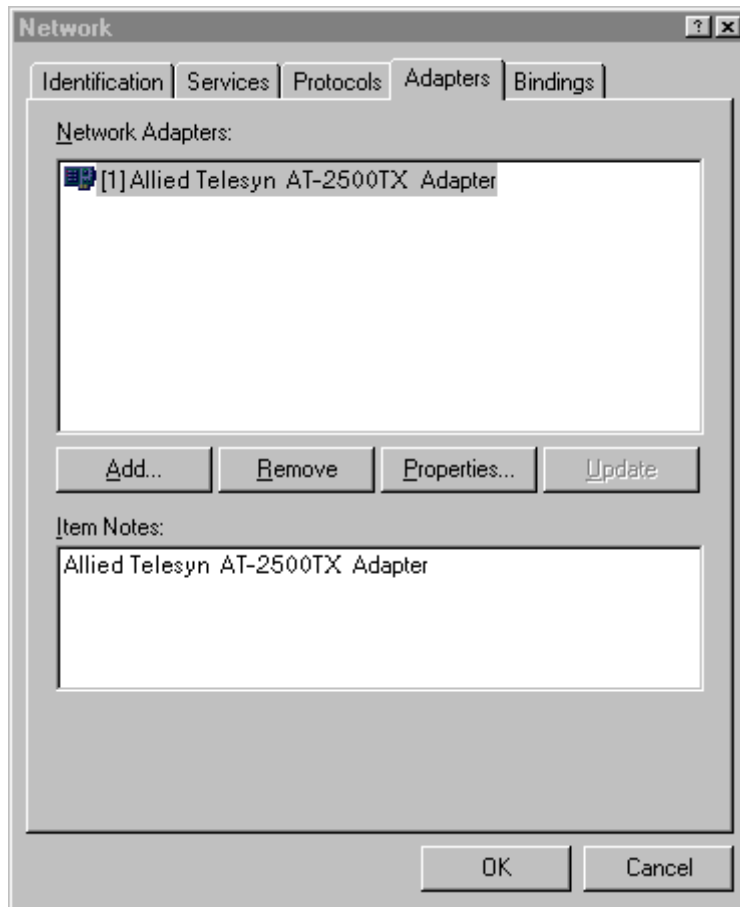 Network
Identification Services Protocols Adapters Bindings
Network Adapters:
[1] Allied Telesyn AT-2500TX Adapter
Add... Remove Properties... Update
Item Notes:
Allied Telesyn AT-2500TX Adapter
OK Cancel